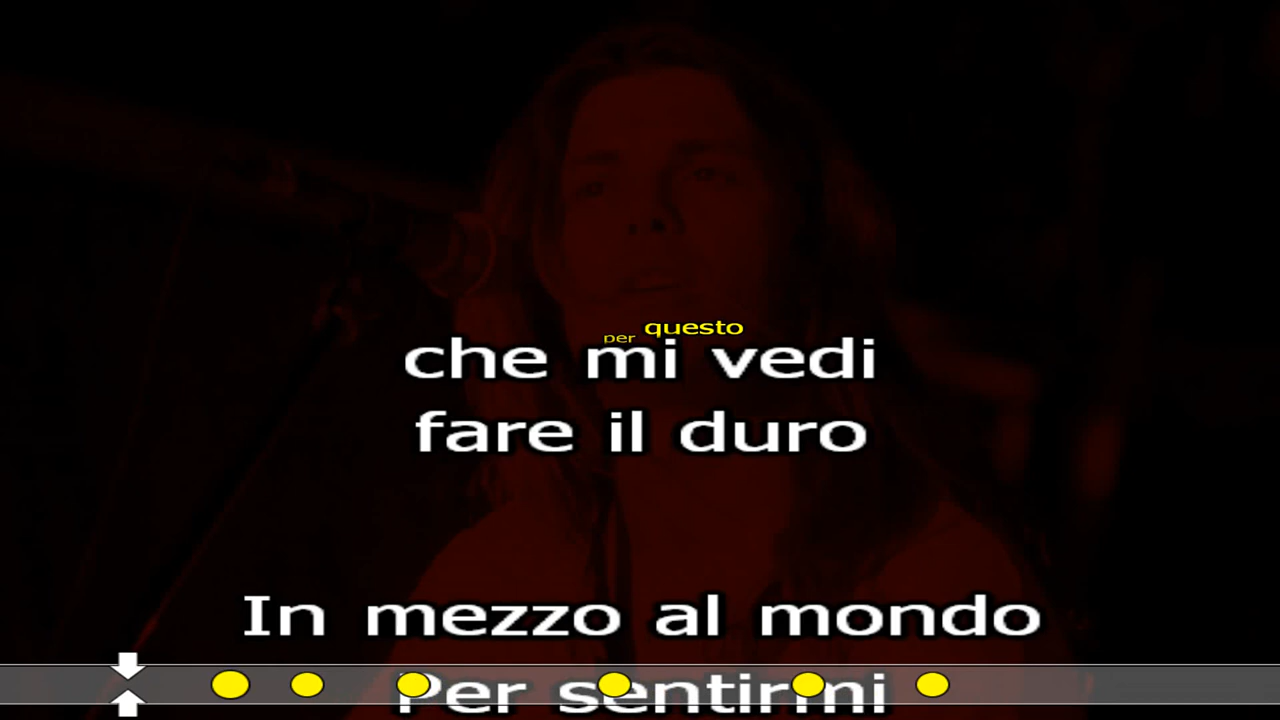 per questo
che mi vedi
fare il duro
In mezzo al mondo
Per sentirmi